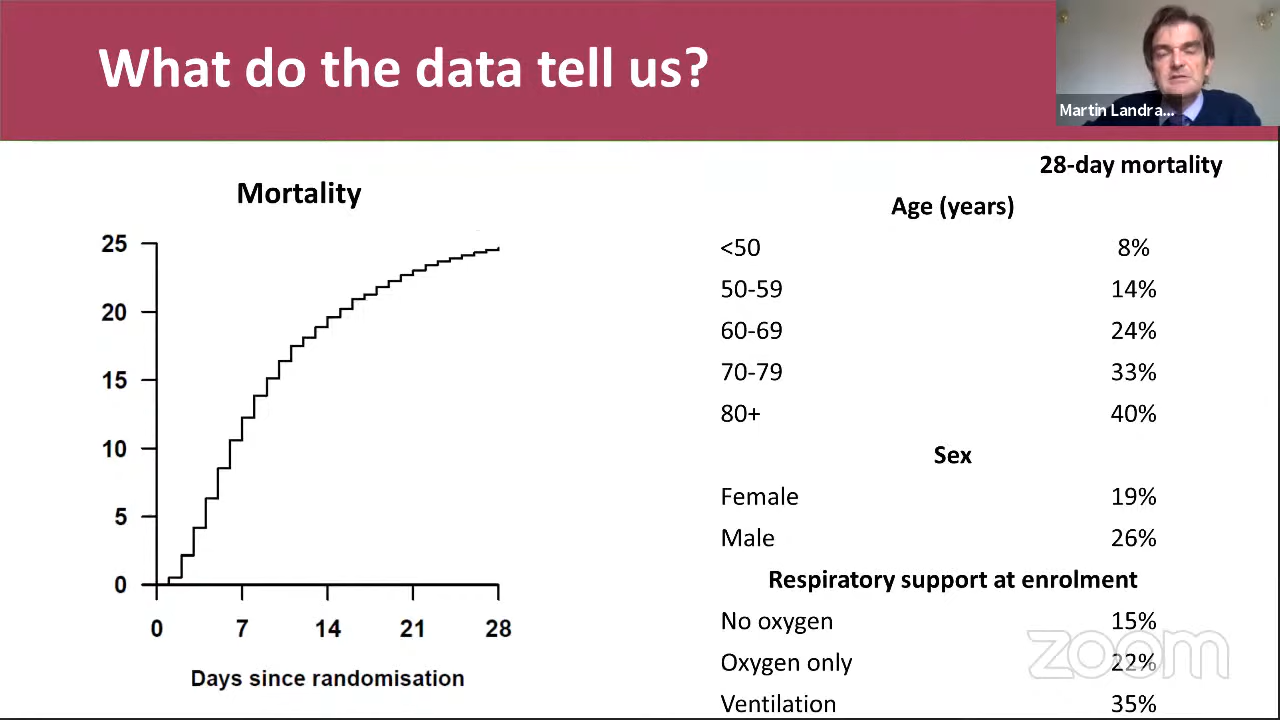 What do the data tell us?
Martin Landra...
Mortality
25
20
15
10
5
0
0 7 14 21 28
Days since randomisation
28-day mortality
Age (years)
<50 8%
50-59 14%
60-69 24%
70-79 33%
80+ 40%
Sex
Female 19%
Male 26%
Respiratory support at enrolment
No oxygen 15%
Oxygen only 22%
Ventilation 35%
zoom